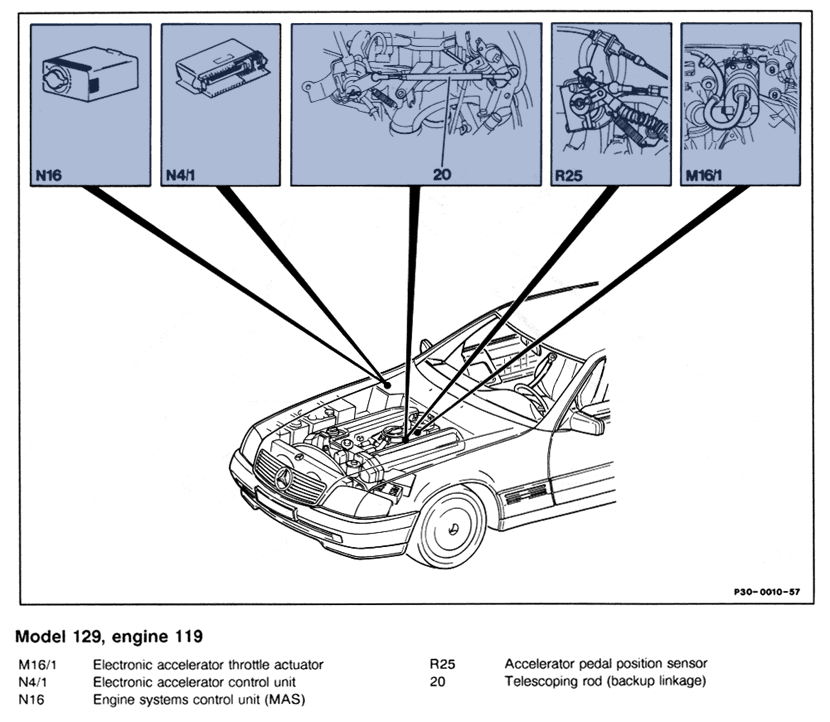 N16
N4/1
20
R25
M16/1
P30-0010-57
Model 129, engine 119
M16/1 Electronic accelerator throttle actuator
N4/1 Electronic accelerator control unit
N16 Engine systems control unit (MAS)
R25 Accelerator pedal position sensor
20 Telescoping rod (backup linkage)